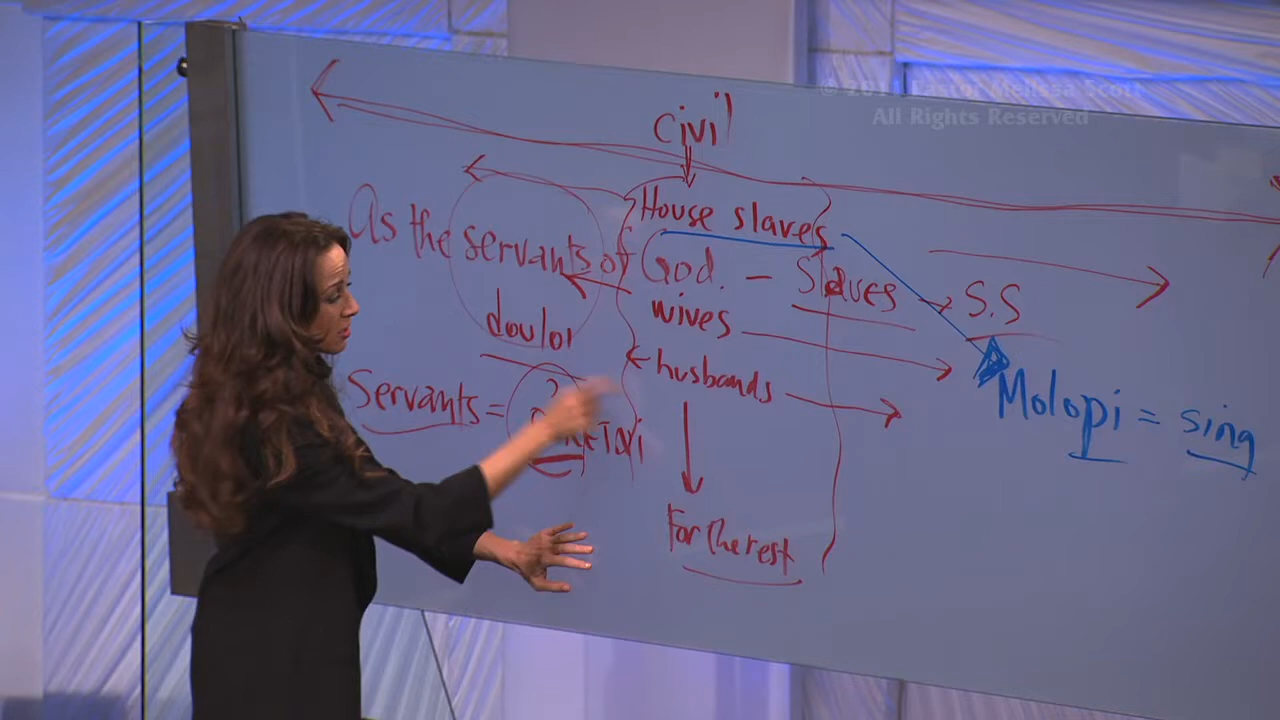 © 201 Pastor Melissa Scott
All Rights Reserved
Civil
House slaves
As the servants of God. – Slaves → S.S
wives
douloi
husbands
Molopi = sing
Servants =
For the rest